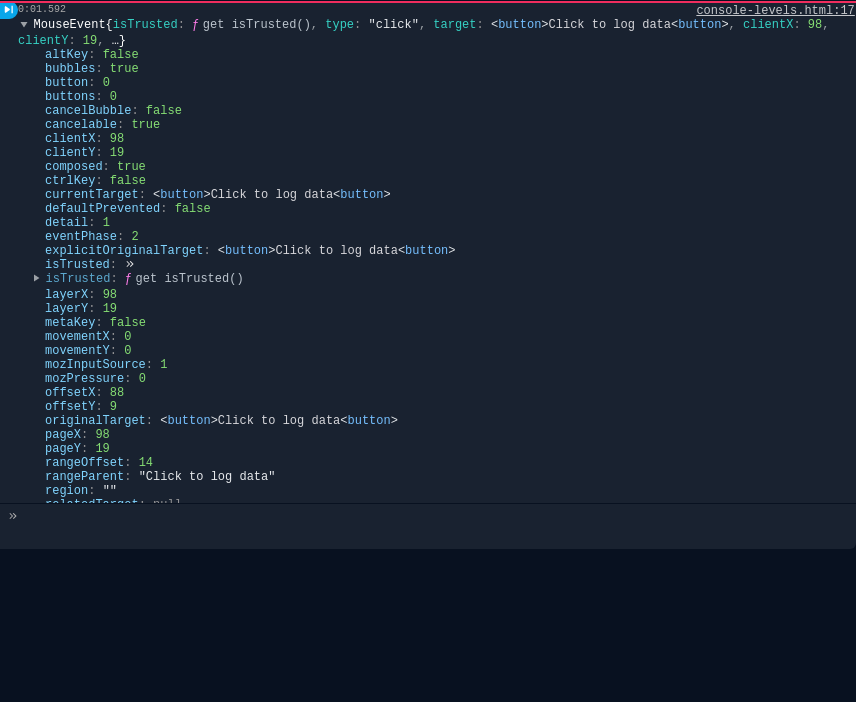 0:01.592
console-levels.html:17
MouseEvent{isTrusted: ƒ get isTrusted(), type: "click", target: <button>Click to log data<button>, clientX: 98,
clientY: 19, …}
altKey: false
bubbles: true
button: 0
buttons: 0
cancelBubble: false
cancelable: true
clientX: 98
clientY: 19
composed: true
ctrlKey: false
currentTarget: <button>Click to log data<button>
defaultPrevented: false
detail: 1
eventPhase: 2
explicitOriginalTarget: <button>Click to log data<button>
isTrusted: »
isTrusted: ƒ get isTrusted()
layerX: 98
layerY: 19
metaKey: false
movementX: 0
movementY: 0
mozInputSource: 1
mozPressure: 0
offsetX: 88
offsetY: 9
originalTarget: <button>Click to log data<button>
pageX: 98
pageY: 19
rangeOffset: 14
rangeParent: "Click to log data"
region: ""
relatedTarget: null
»